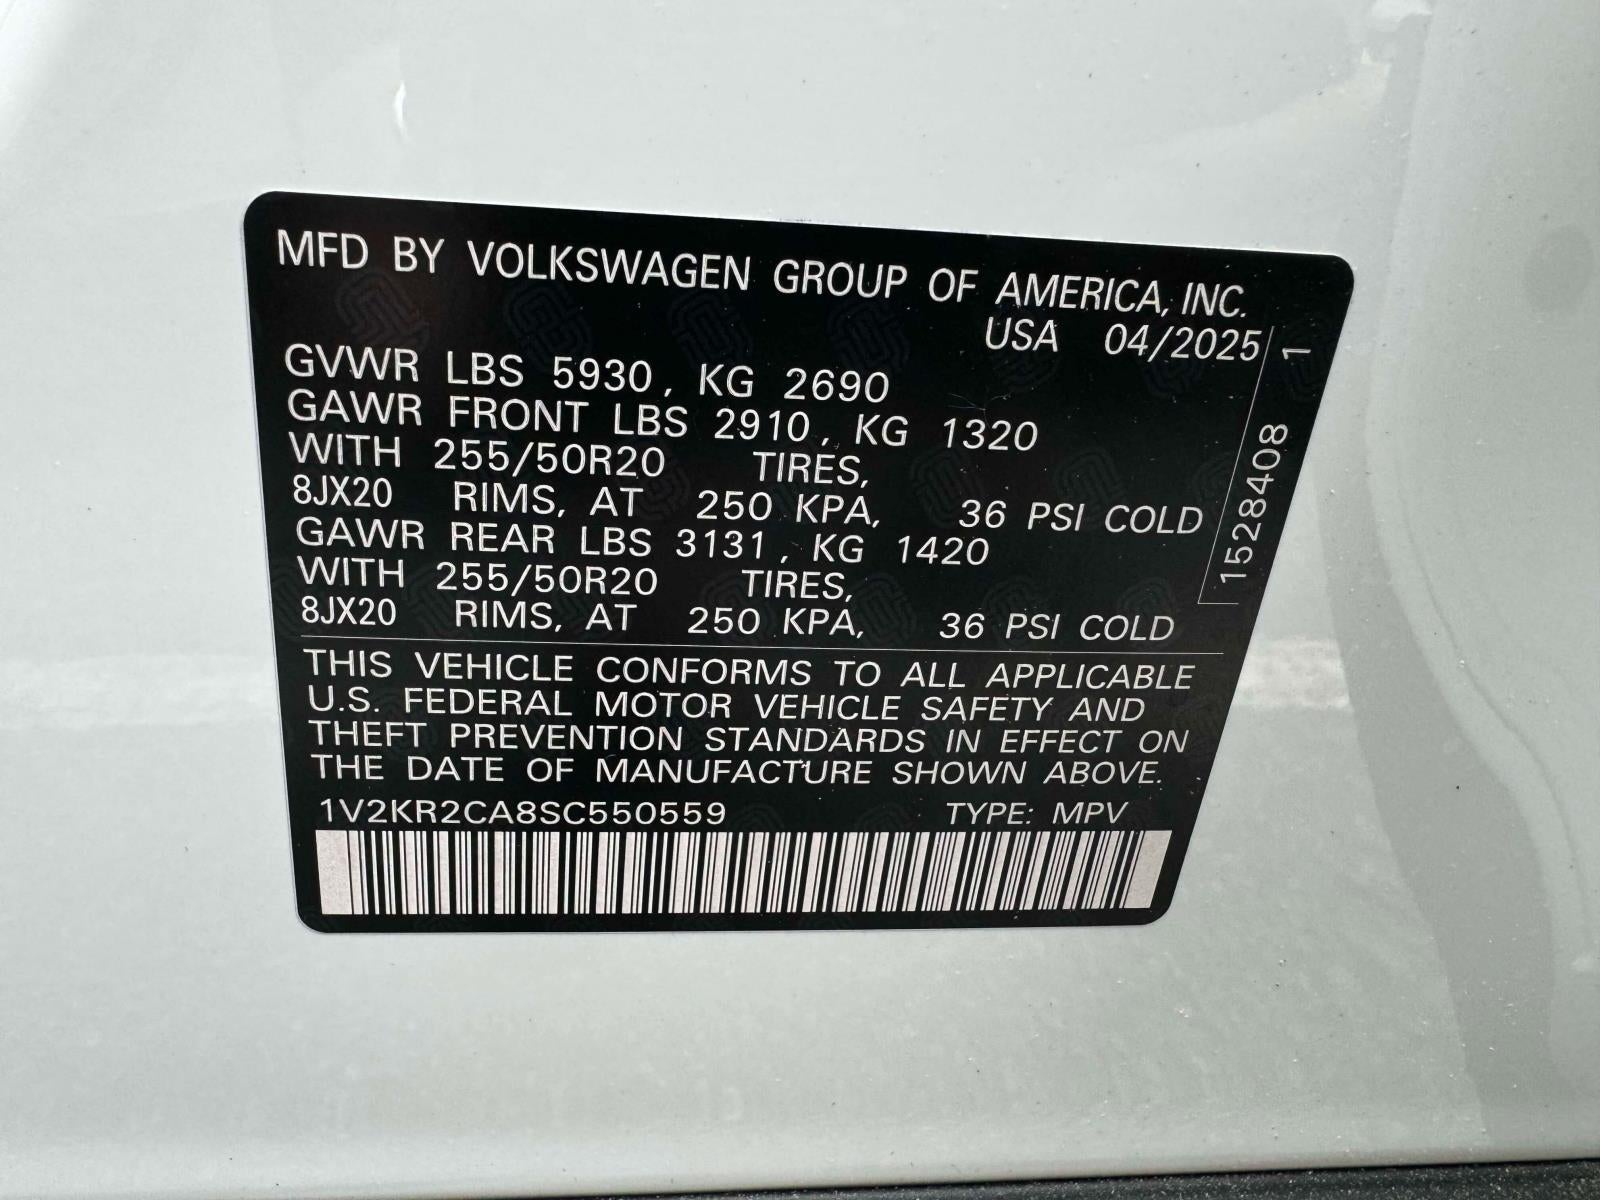 MFD BY VOLKSWAGEN GROUP OF AMERICA, INC.
USA 04/2025
GVWR LBS 5930, KG 2690
GAWR FRONT LBS 2910, KG 1320
WITH 255/50R20 TIRES,
8JX20 RIMS, AT 250 KPA, 36 PSI COLD
GAWR REAR LBS 3131, KG 1420
WITH 255/50R20 TIRES,
8JX20 RIMS, AT 250 KPA, 36 PSI COLD
1528408 1
THIS VEHICLE CONFORMS TO ALL APPLICABLE
U.S. FEDERAL MOTOR VEHICLE SAFETY AND
THEFT PREVENTION STANDARDS IN EFFECT ON
THE DATE OF MANUFACTURE SHOWN ABOVE.
1V2KR2CA8SC550559 TYPE: MPV